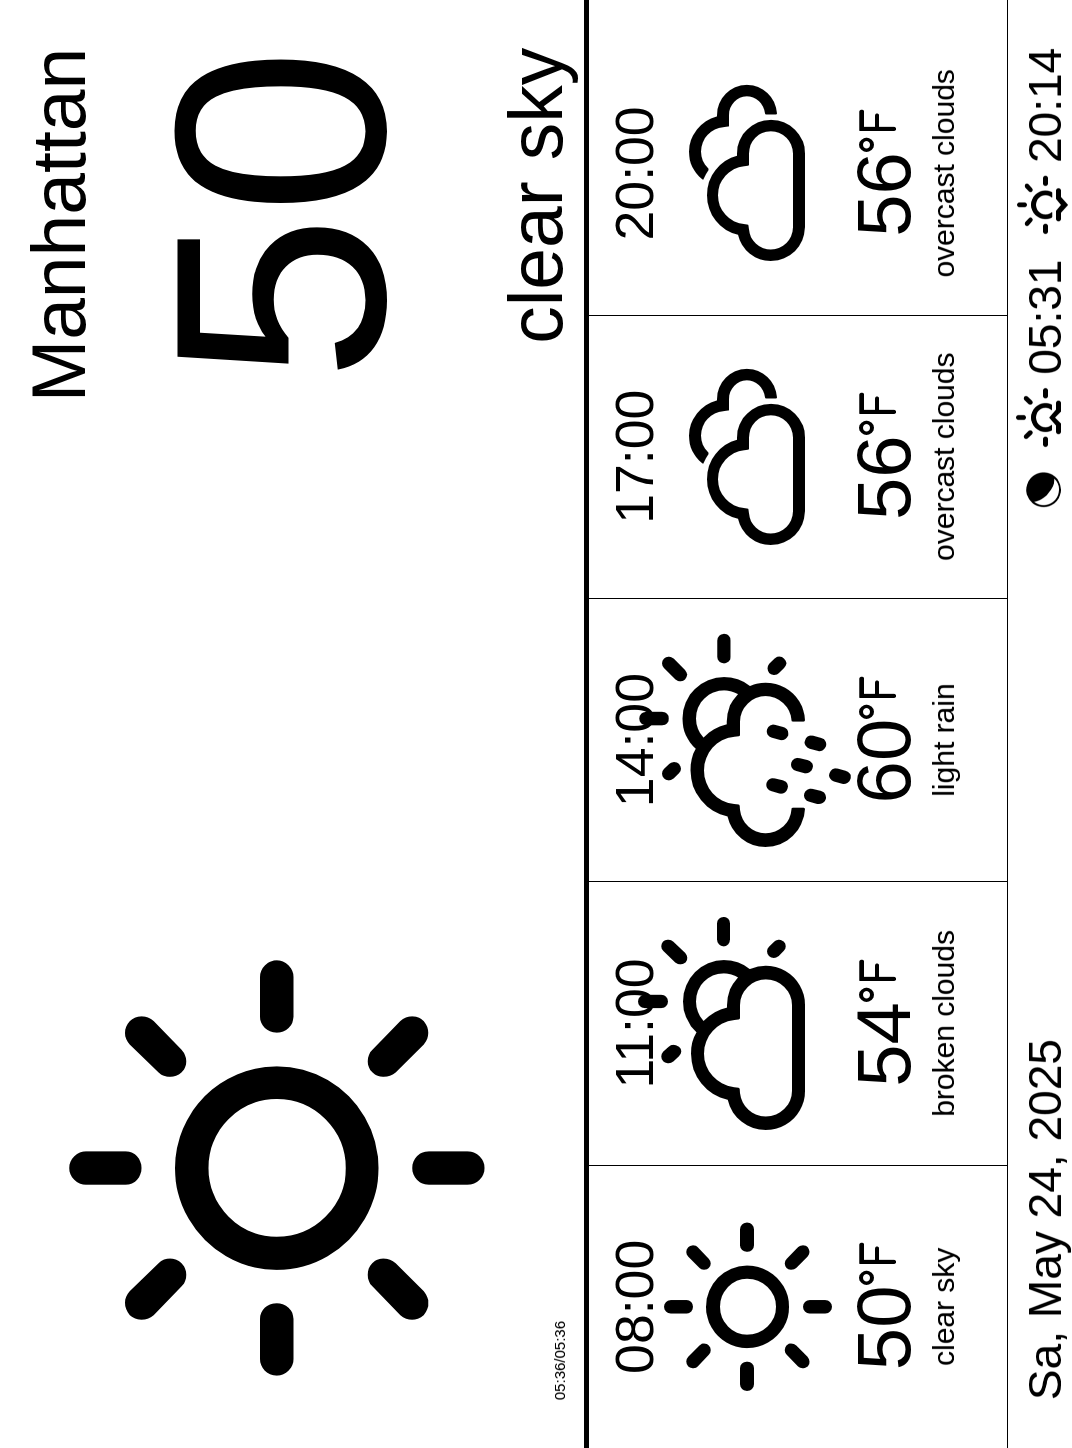 Manhattan
50
clear sky
05:36/05:36
08:00
50°F
clear sky
11:00
54°F
broken clouds
14:00
60°F
light rain
17:00
56°F
overcast clouds
20:00
56°F
overcast clouds
Sa, May 24, 2025
05:31
20:14